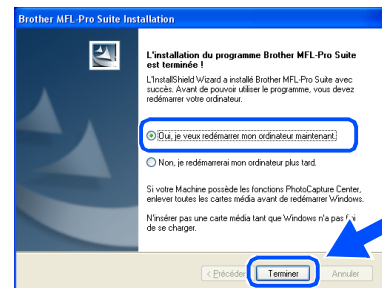 Brother MFL-Pro Suite Installation
L'installation du programme Brother MFL-Pro Suite
est terminée !
L'InstallShield Wizard a installé Brother MFL-Pro Suite avec
succès. Avant de pouvoir utiliser le programme, vous devez
redémarrer votre ordinateur.
Oui, je veux redémarrer mon ordinateur maintenant.
Non, je redémarrerai mon ordinateur plus tard.
Si votre Machine possède les fonctions PhotoCapture Center,
enlever toutes les cartes média avant de redémarrer Windows.
N'insérer pas une carte média tant que Windows n'a pas fini
de se charger.
< Précéder
Terminer
Annuler